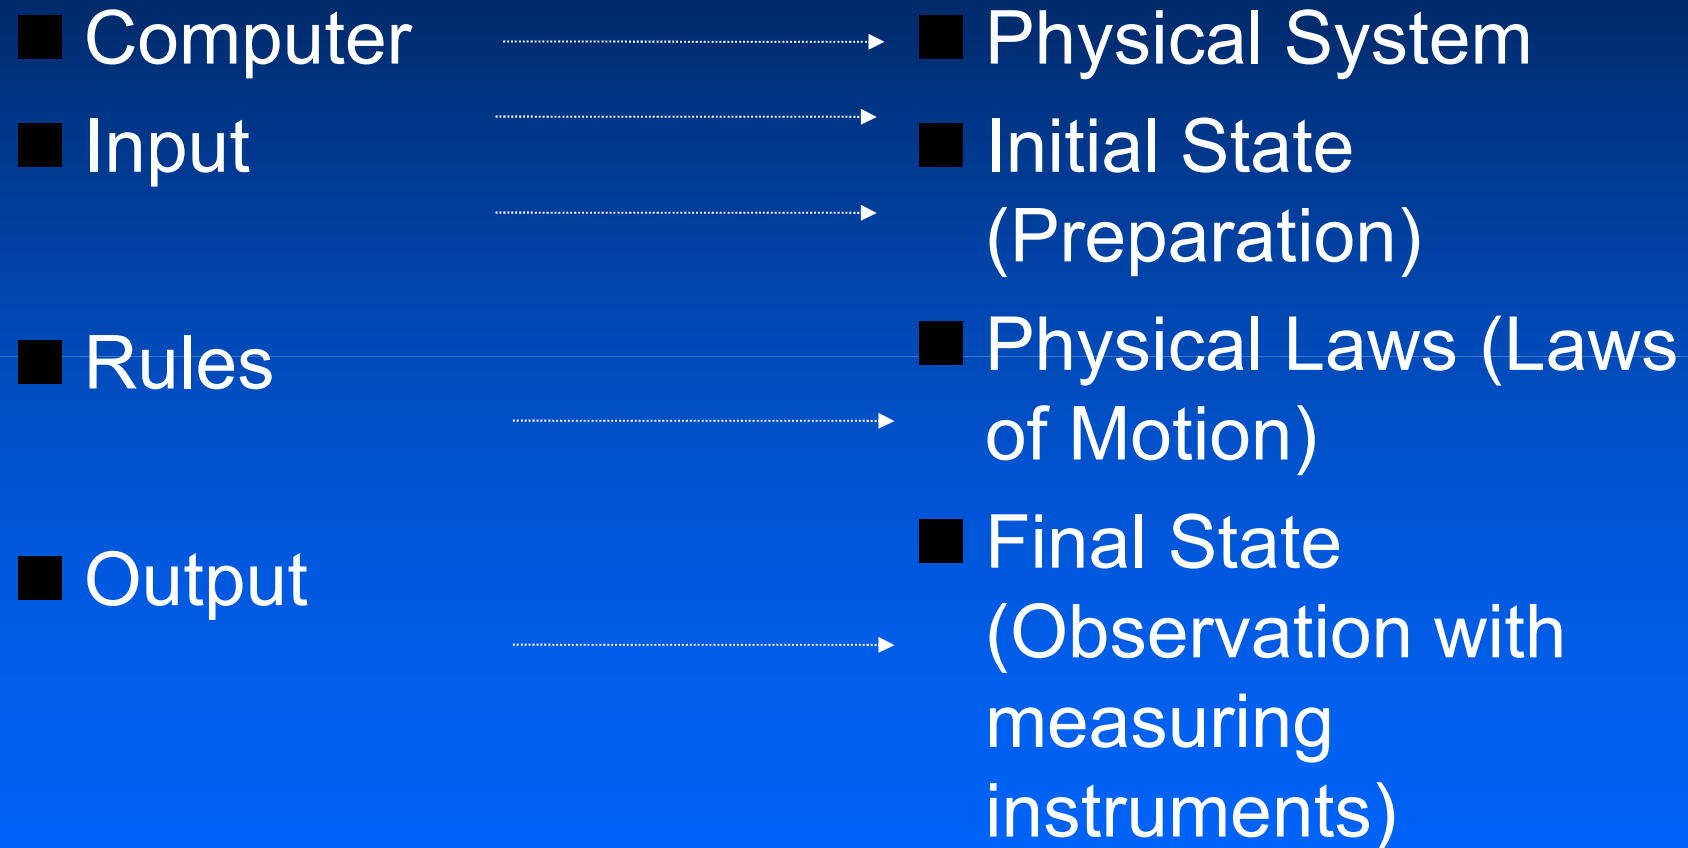 Computer
Input
Rules
Output
Physical System
Initial State
(Preparation)
Physical Laws (Laws
of Motion)
Final State
(Observation with
measuring
instruments)